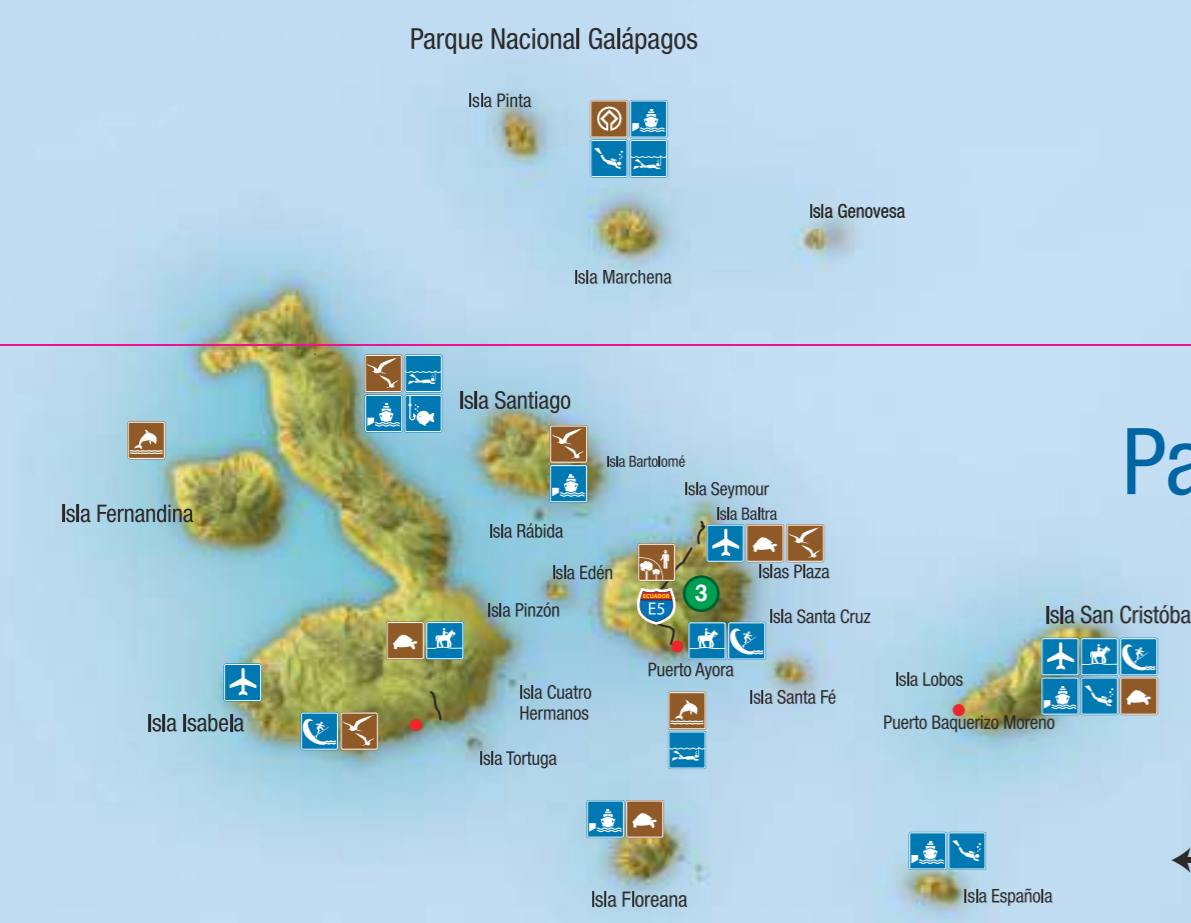 Parque Nacional Galápagos
Isla Pinta
Isla Genovesa
Isla Marchena
Isla Santiago
Pa
Isla Bartolomé
Isla Seymour
Isla Fernandina
Isla Baltra
Isla Rábida
Isla Edén
Islas Plaza
ECUADOR
E5
3
Isla Pinzón
Isla Santa Cruz
Isla San Cristóba
Puerto Ayora
Isla Lobos
Isla Santa Fé
Isla Cuatro
Hermanos
Isla Isabela
Puerto Baquerizo Moreno
Isla Tortuga
Isla Floreana
Isla Española